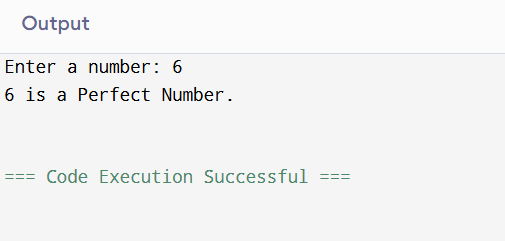 Output
Enter a number: 6
6 is a Perfect Number.
=== Code Execution Successful ===